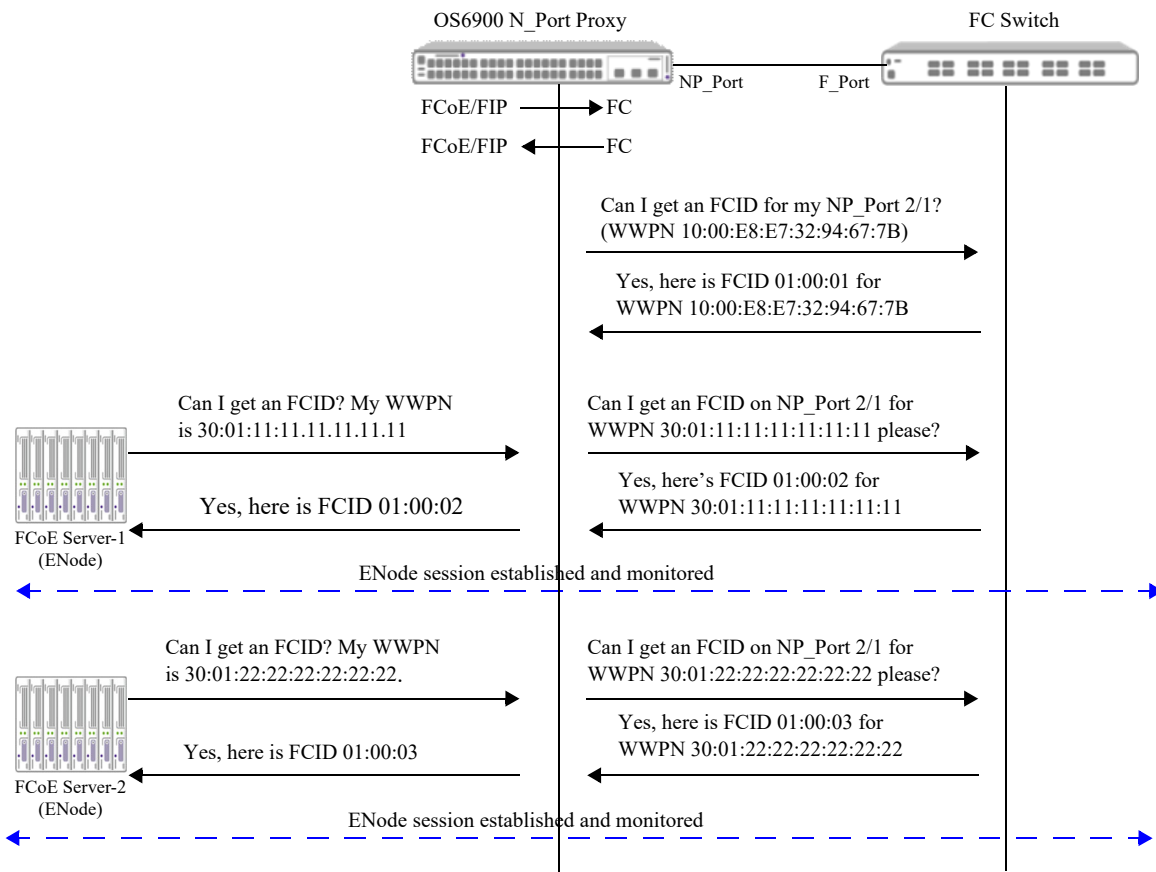 OS6900 N_Port Proxy
FC Switch
NP_Port
F_Port
FCoE/FIP
FC
FCoE/FIP
FC
Can I get an FCID for my NP_Port 2/1?
(WWPN 10:00:E8:E7:32:94:67:7B)
Yes, here is FCID 01:00:01 for
WWPN 10:00:E8:E7:32:94:67:7B
Can I get an FCID? My WWPN
is 30:01:11:11.11.11.11.11
Can I get an FCID on NP_Port 2/1 for
WWPN 30:01:11:11:11:11:11:11 please?
Yes, here is FCID 01:00:02
Yes, here’s FCID 01:00:02 for
WWPN 30:01:11:11:11:11:11:11
FCoE Server-1
(ENode)
ENode session established and monitored
Can I get an FCID? My WWPN
is 30:01:22:22:22:22:22:22.
Can I get an FCID on NP_Port 2/1 for
WWPN 30:01:22:22:22:22:22:22 please?
Yes, here is FCID 01:00:03
Yes, here is FCID 01:00:03 for
WWPN 30:01:22:22:22:22:22:22
FCoE Server-2
(ENode)
ENode session established and monitored